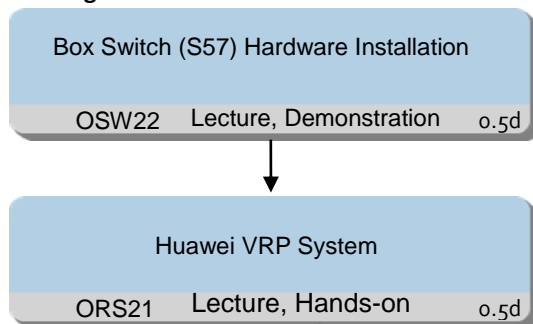 Box Switch (S57) Hardware Installation
OSW22 Lecture, Demonstration 0.5d
Huawei VRP System
ORS21 Lecture, Hands-on 0.5d